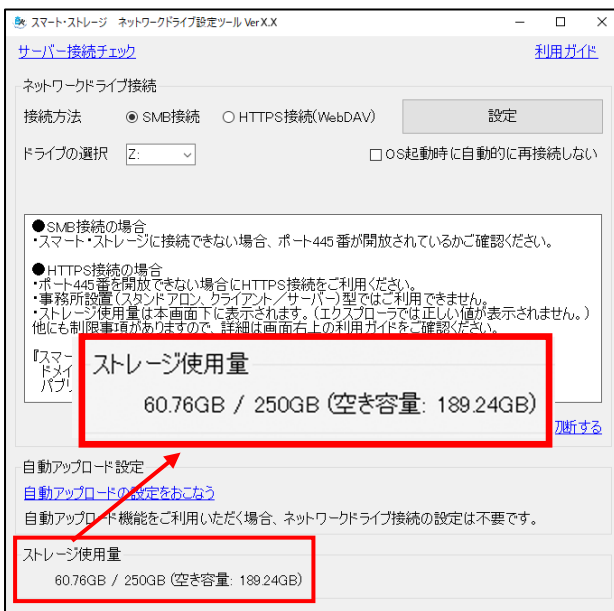 スマート・ストレージ ネットワークドライブ設定ツール Ver X.X
サーバー接続チェック 利用ガイド
ネットワークドライブ接続
接続方法 SMB接続 HTTPS接続(WebDAV) 設定
ドライブの選択 Z: OS起動時に自動的に再接続しない
●SMB接続の場合
・スマート・ストレージに接続できない場合、ポート445番が開放されているかご確認ください。
●HTTPS接続の場合
・ポート445番を開放できない場合にHTTPS接続をご利用ください。
・事務所設置(スタンドアロン、クライアント/サーバー)型ではご利用できません。
・ストレージ使用量は本画面下に表示されます。(エクスプローラでは正しい値が表示されません。)
他にも制限事項がありますので、詳細は画面右上の利用ガイドをご確認ください。
『スマー
ドメイ
パブリ
ストレージ使用量
60.76GB / 250GB (空き容量: 189.24GB)
切断する
自動アップロード設定
自動アップロードの設定をおこなう
自動アップロード機能をご利用いただく場合、ネットワークドライブ接続の設定は不要です。
ストレージ使用量
60.76GB / 250GB (空き容量: 189.24GB)